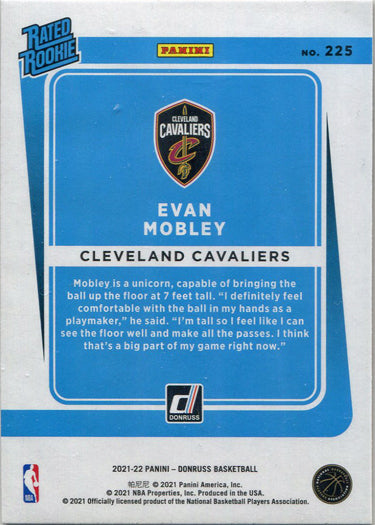 RATED
ROOKIE
PANINI
NO. 225
CLEVELAND
CAVALIERS
EVAN
MOBLEY
CLEVELAND CAVALIERS
Mobley is a unicorn, capable of bringing the
ball up the floor at 7 feet tall. “I definitely feel
comfortable with the ball in my hands as a
playmaker,” he said. “I’m tall so I feel like I can
see the floor well and make all the passes. I think
that’s a big part of my game right now.”
DONRUSS
2021-22 PANINI – DONRUSS BASKETBALL
帕尼尼 © 2021 Panini America, Inc.
© 2021 NBA Properties, Inc. Produced in the USA.
© 2021 Officially licensed product of the National Basketball Players Association.
NBA